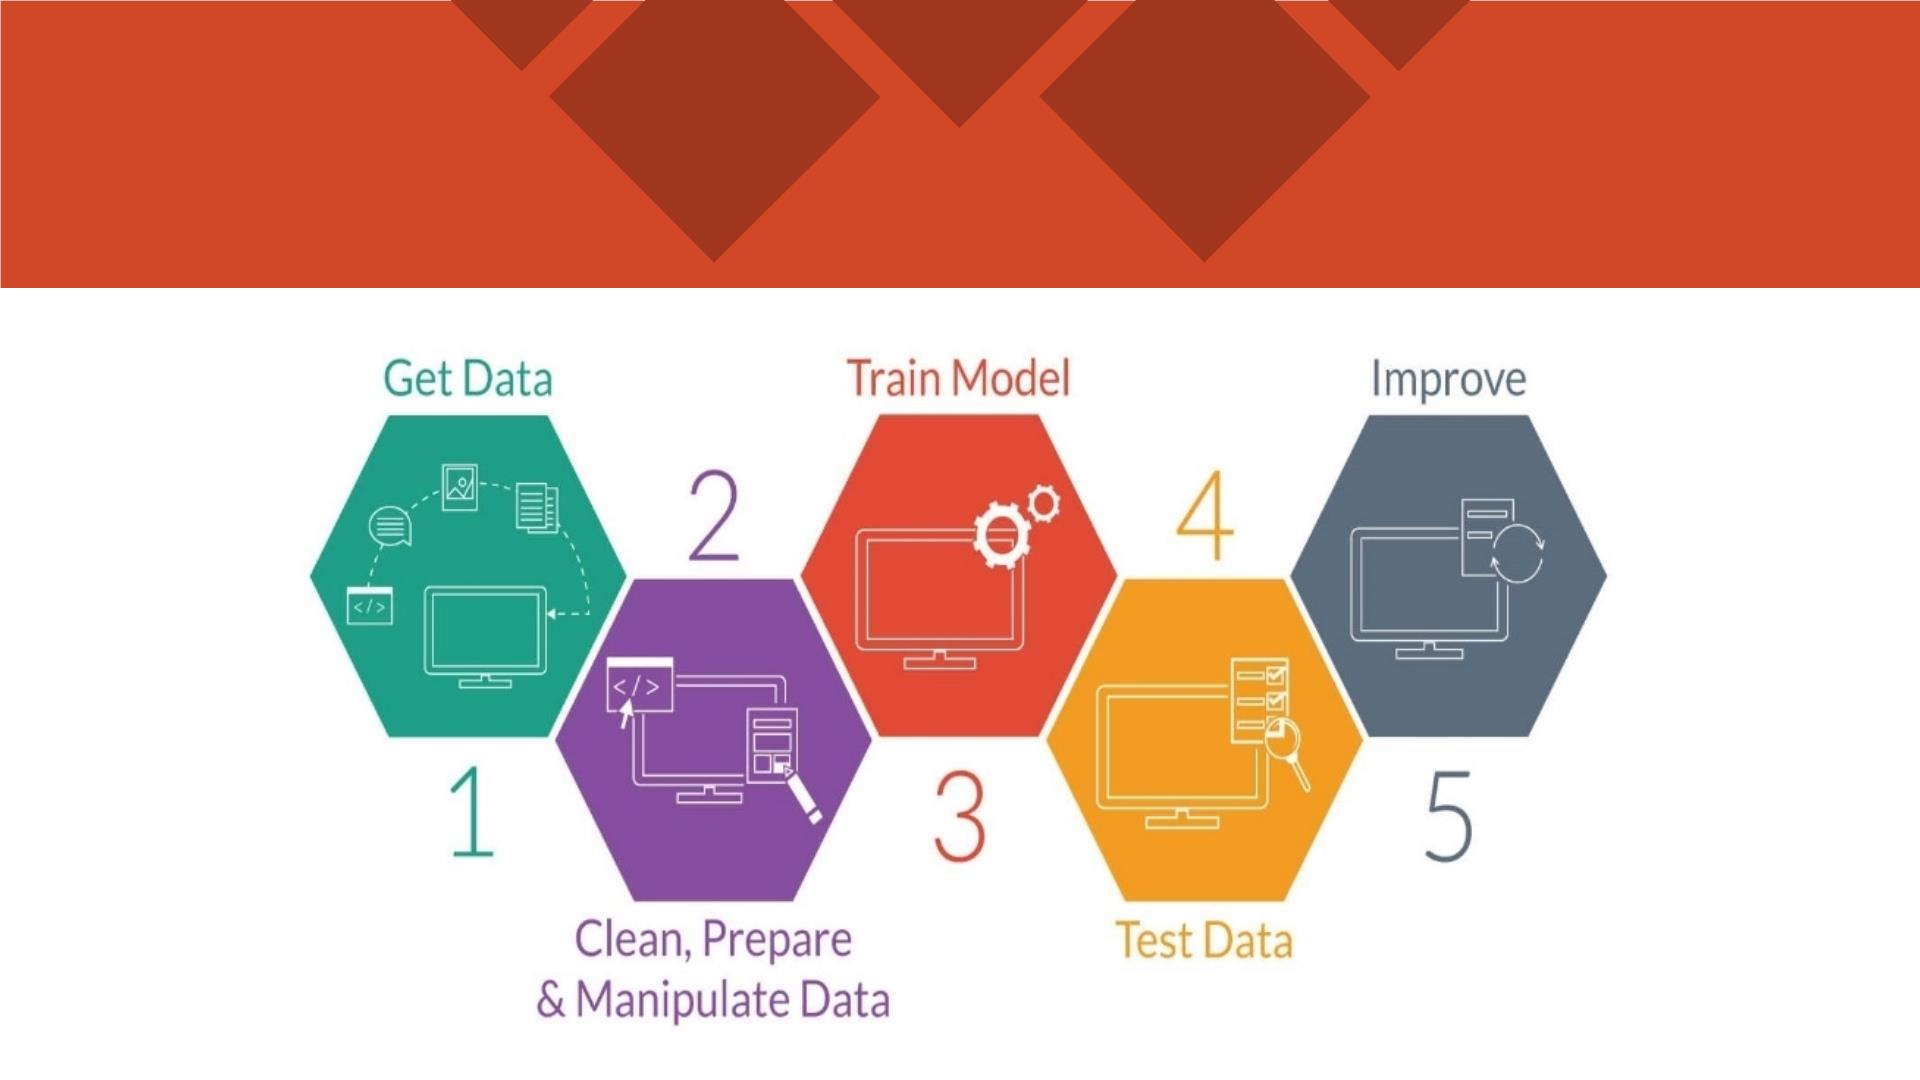 Get Data
1
2
Clean, Prepare
& Manipulate Data
Train Model
3
4
Test Data
Improve
5